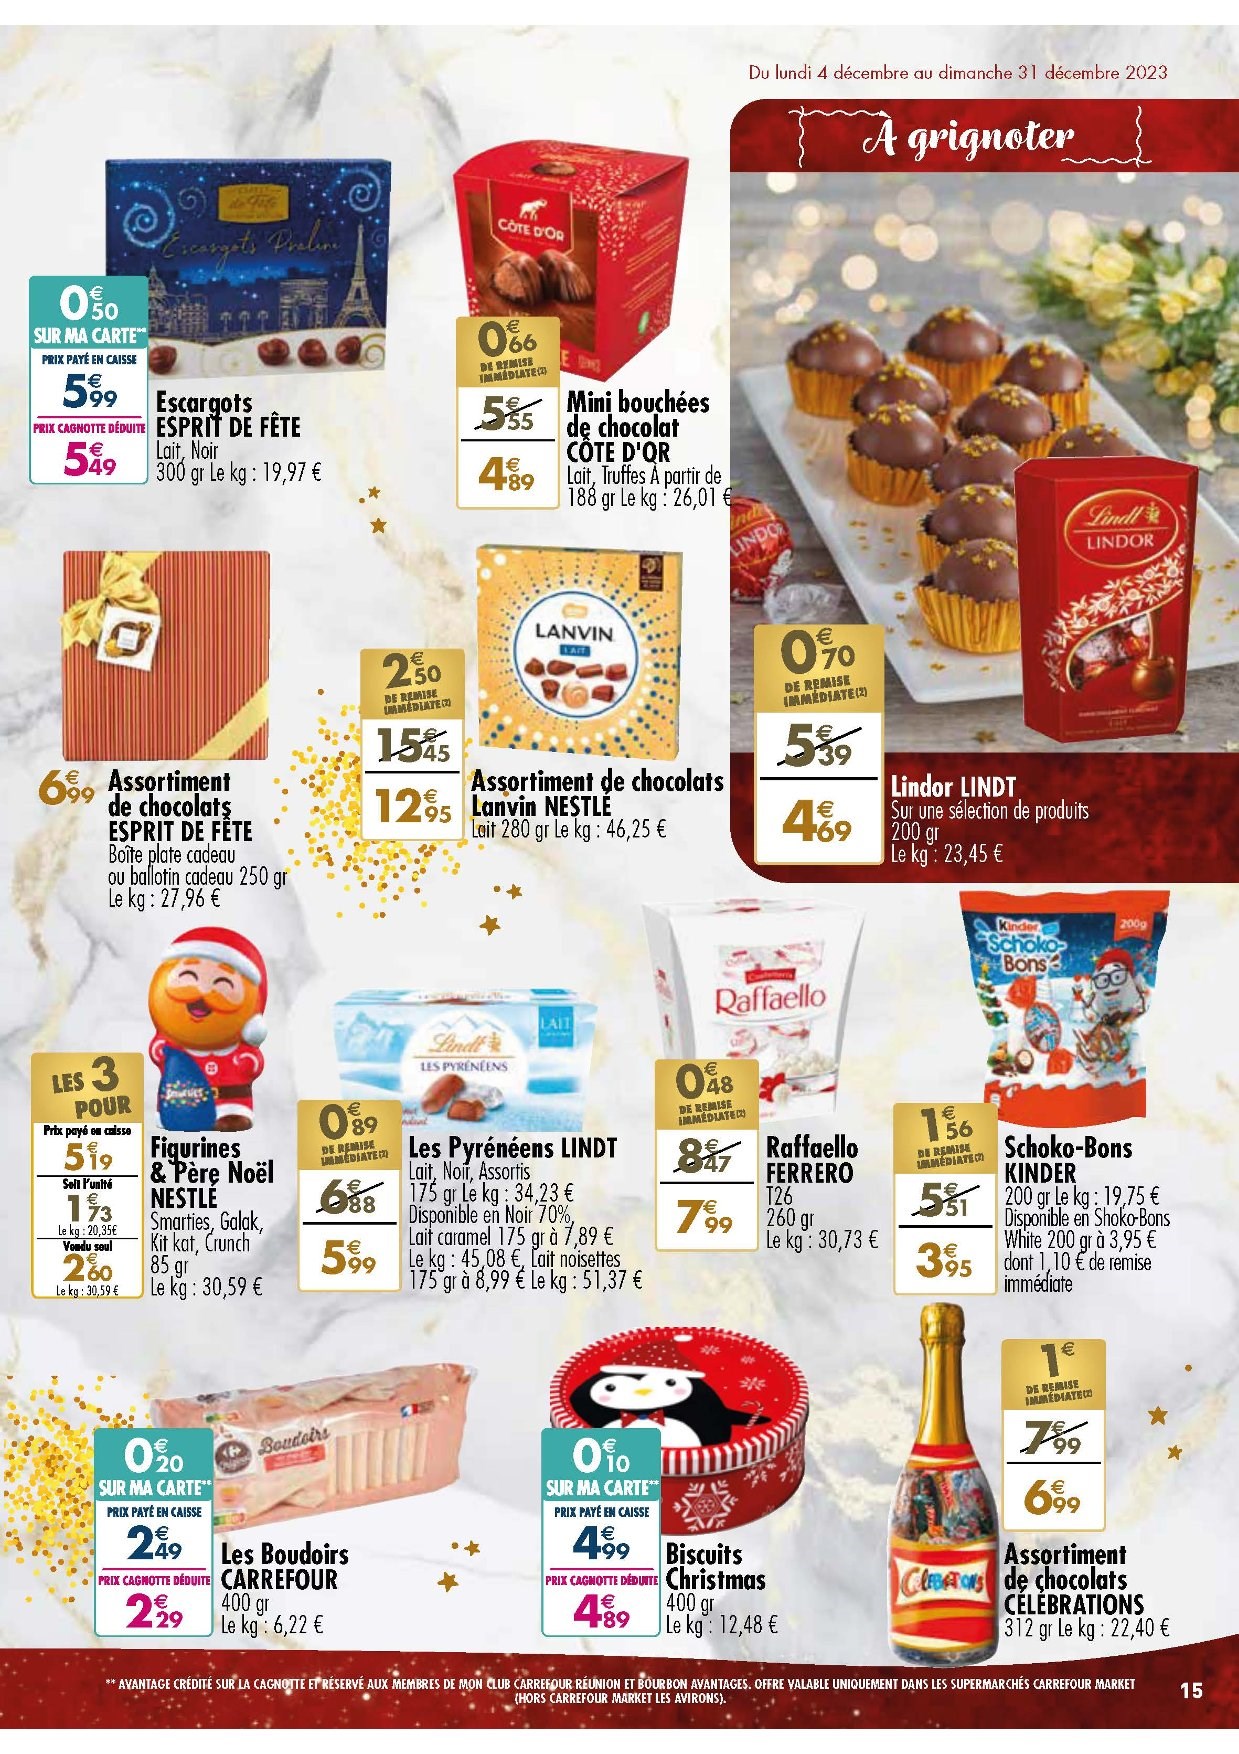 Du lundi 4 décembre au dimanche 31 décembre 2023
À grignoter
Escargots Praliné
0€50
SUR MA CARTE**
PRIX PAYÉ EN CAISSE
5€99
PRIX CAGNOTTE DÉDUITE
5€49
Escargots
ESPRIT DE FÊTE
Lait, Noir
300 gr Le kg : 19,97 €
CÔTE D'OR
0€66
DE REMISE
IMMÉDIATE(2)
5€55
4€89
Mini bouchées
de chocolat
CÔTE D'OR
Lait, Truffes À partir de
188 gr Le kg : 26,01 €
Lindt
LINDOR
LINDOR
0€70
DE REMISE
IMMÉDIATE(2)
5€39
4€69
Lindor LINDT
Sur une sélection de produits
200 gr
Le kg : 23,45 €
6€99
Assortiment
de chocolats
ESPRIT DE FÊTE
Boîte plate cadeau
ou ballotin cadeau 250 gr
Le kg : 27,96 €
LANVIN
LAIT
2€50
DE REMISE
IMMÉDIATE(2)
15€45
12€95
Assortiment de chocolats
Lanvin NESTLÉ
Lait 280 gr Le kg : 46,25 €
LES 3
POUR
Prix payé en caisse
5€19
Soit l'unité
1€73
Le kg : 20,35€
Vendu seul
2€60
Le kg : 30,59 €
Figurines
& Père Noël
NESTLÉ
Smarties, Galak,
Kit kat, Crunch
85 gr
Le kg : 30,59 €
Lindt
LES PYRÉNÉENS
LAIT
0€89
DE REMISE
IMMÉDIATE(2)
6€88
5€99
Les Pyrénéens LINDT
Lait, Noir, Assortis
175 gr Le kg : 34,23 €
Disponible en Noir 70%,
Lait caramel 175 gr à 7,89 €
Le kg : 45,08 €, Lait noisettes
175 gr à 8,99 € Le kg : 51,37 €
Confetteria
Raffaello
0€48
DE REMISE
IMMÉDIATE(2)
8€47
7€99
Raffaello
FERRERO
T26
260 gr
Le kg : 30,73 €
Kinder
Schoko-
Bons
200g
1€56
DE REMISE
IMMÉDIATE(2)
5€51
3€95
Schoko-Bons
KINDER
200 gr Le kg : 19,75 €
Disponible en Shoko-Bons
White 200 gr à 3,95 €
dont 1,10 € de remise
immédiate
Boudoirs
0€20
SUR MA CARTE**
PRIX PAYÉ EN CAISSE
2€49
PRIX CAGNOTTE DÉDUITE
2€29
Les Boudoirs
CARREFOUR
400 gr
Le kg : 6,22 €
0€10
SUR MA CARTE**
PRIX PAYÉ EN CAISSE
4€99
PRIX CAGNOTTE DÉDUITE
4€89
Biscuits
Christmas
400 gr
Le kg : 12,48 €
CELEBRATIONS
1€
DE REMISE
IMMÉDIATE(2)
7€99
6€99
Assortiment
de chocolats
CÉLÉBRATIONS
312 gr Le kg : 22,40 €
** AVANTAGE CRÉDITÉ SUR LA CAGNOTTE ET RÉSERVÉ AUX MEMBRES DE MON CLUB CARREFOUR RÉUNION ET BOURBON AVANTAGES. OFFRE VALABLE UNIQUEMENT DANS LES SUPERMARCHÉS CARREFOUR MARKET
(HORS CARREFOUR MARKET LES AVIRONS).
15